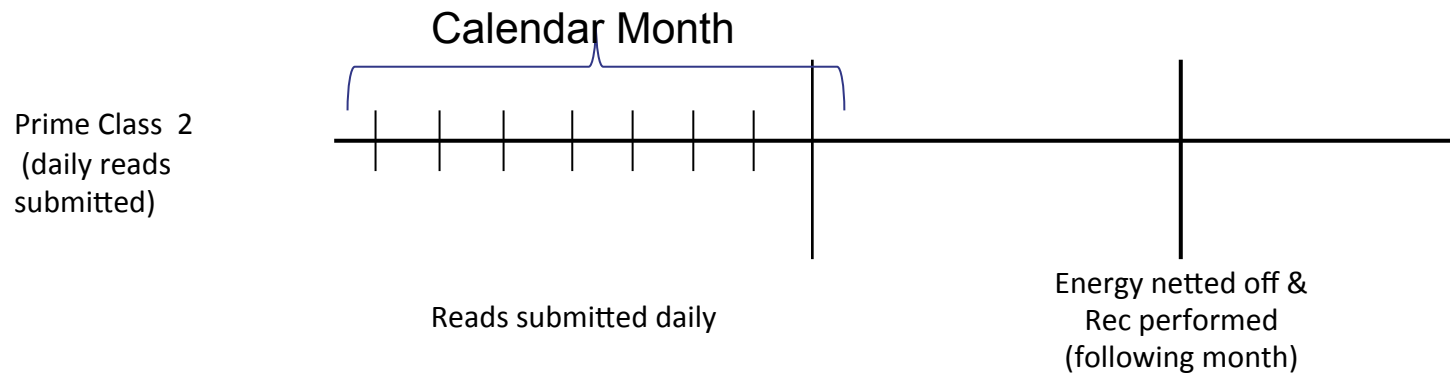 Calendar Month
Prime Class 2
(daily reads
submitted)
Reads submitted daily
Energy netted off &
Rec performed
(following month)